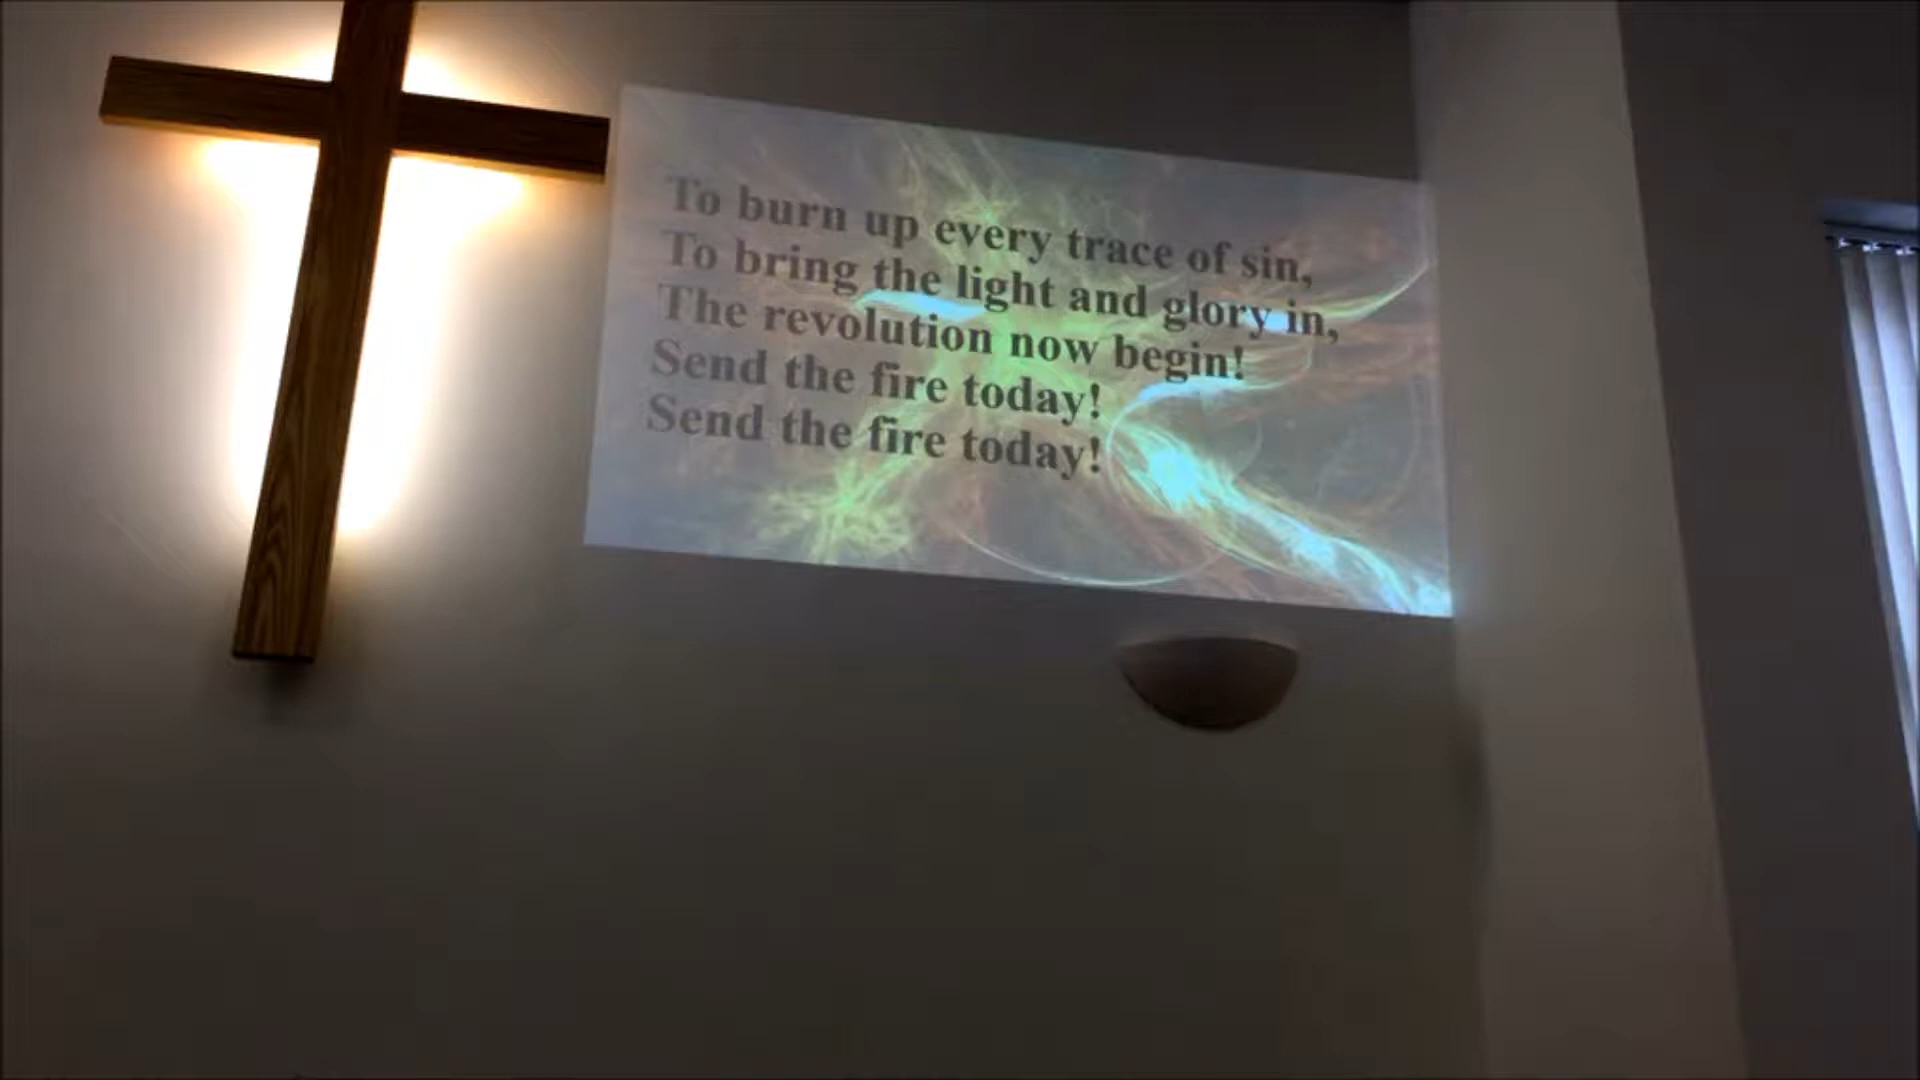 To burn up every trace of sin,
To bring the light and glory in,
The revolution now begin!
Send the fire today!
Send the fire today!